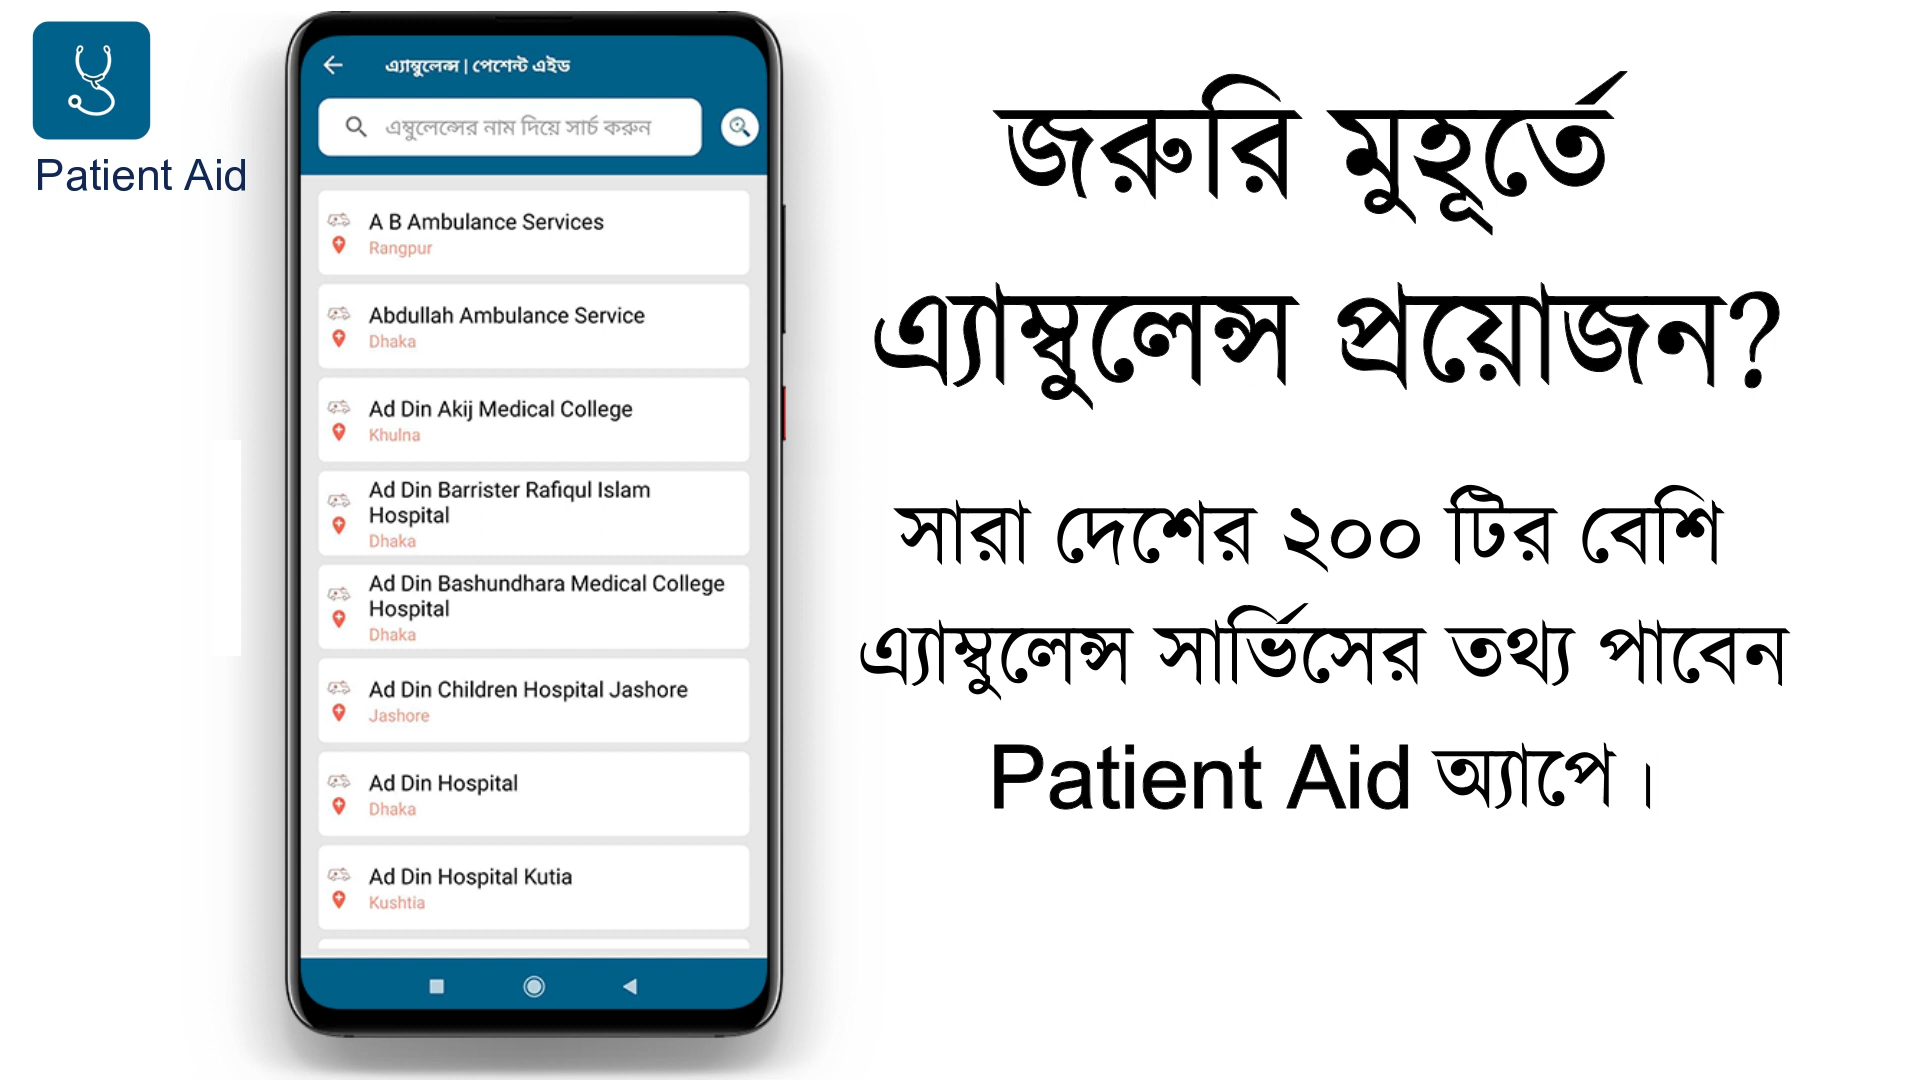 Patient Aid
এ্যাম্বুলেন্স | পেশেন্ট এইড
এম্বুলেন্সের নাম দিয়ে সার্চ করুন
A B Ambulance Services
Rangpur
Abdullah Ambulance Service
Dhaka
Ad Din Akij Medical College
Khulna
Ad Din Barrister Rafiqul Islam
Hospital
Dhaka
Ad Din Bashundhara Medical College
Hospital
Dhaka
Ad Din Children Hospital Jashore
Jashore
Ad Din Hospital
Dhaka
Ad Din Hospital Kutia
Kushtia
জরুরি মুহূর্তে
এ্যাম্বুলেন্স প্রয়োজন?
সারা দেশের ২০০ টির বেশি
এ্যাম্বুলেন্স সার্ভিসের তথ্য পাবেন
Patient Aid অ্যাপে।